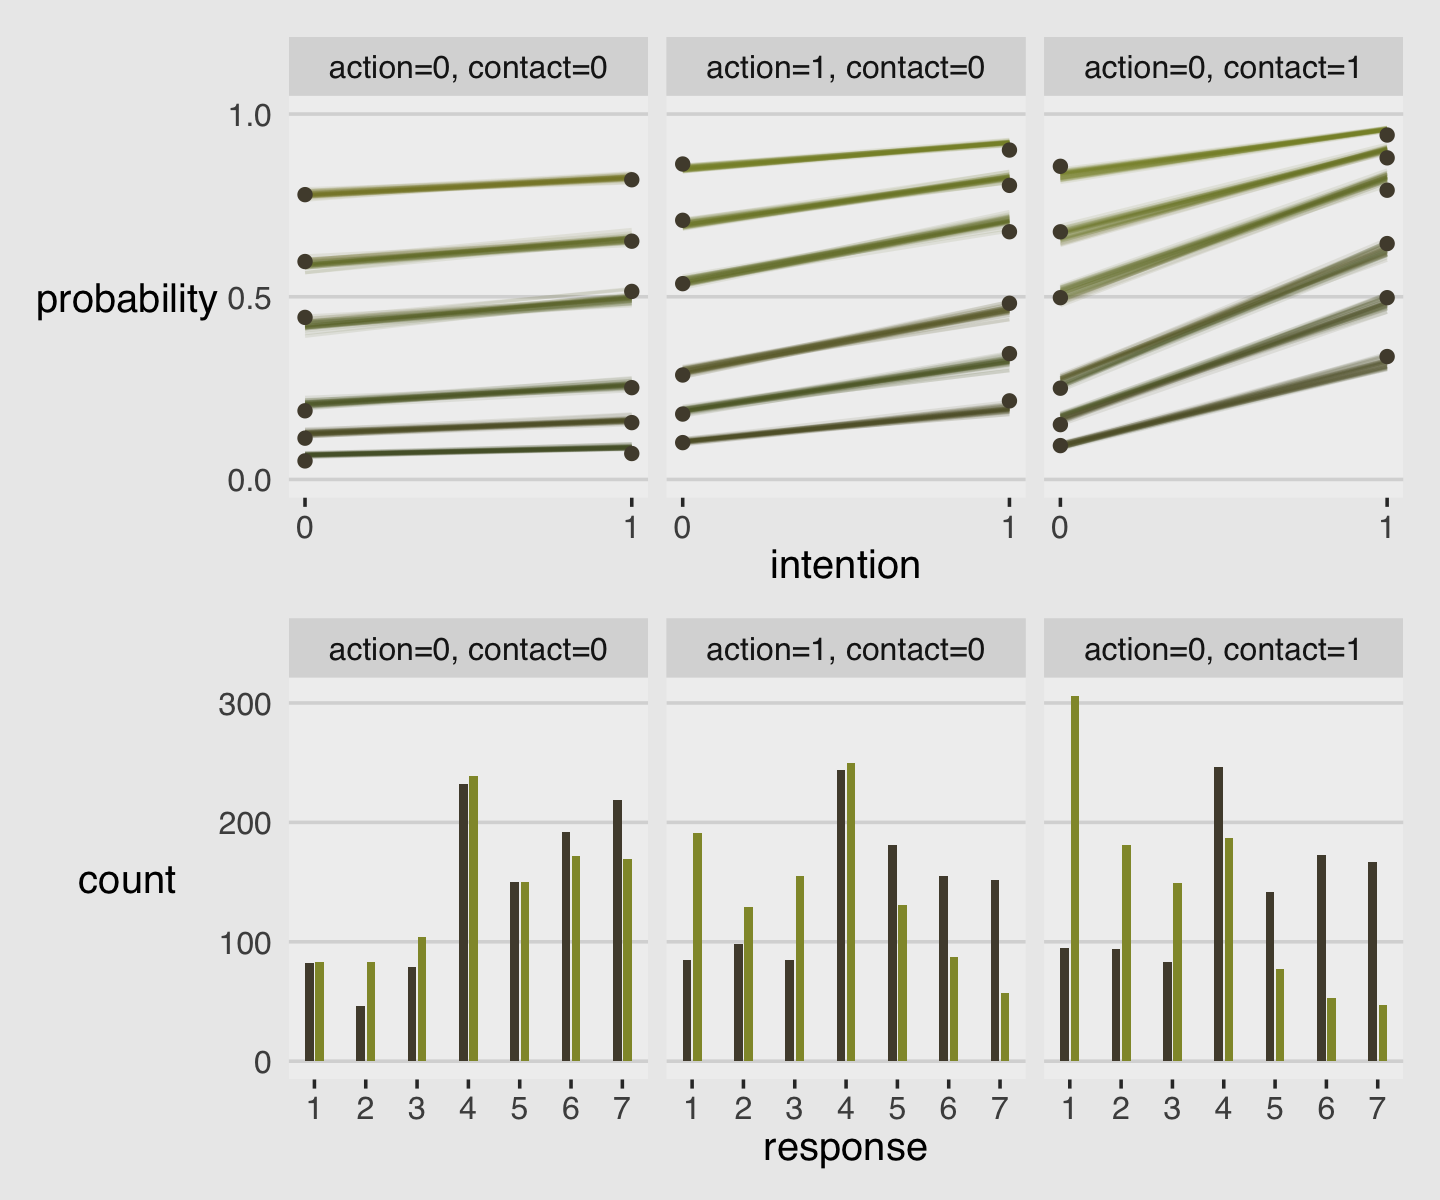 action=0, contact=0
action=1, contact=0
action=0, contact=1
1.0
probability 0.5
0.0
0 1 0 1 0 1
intention
action=0, contact=0
action=1, contact=0
action=0, contact=1
300
200
count
100
0
1 2 3 4 5 6 7 1 2 3 4 5 6 7 1 2 3 4 5 6 7
response